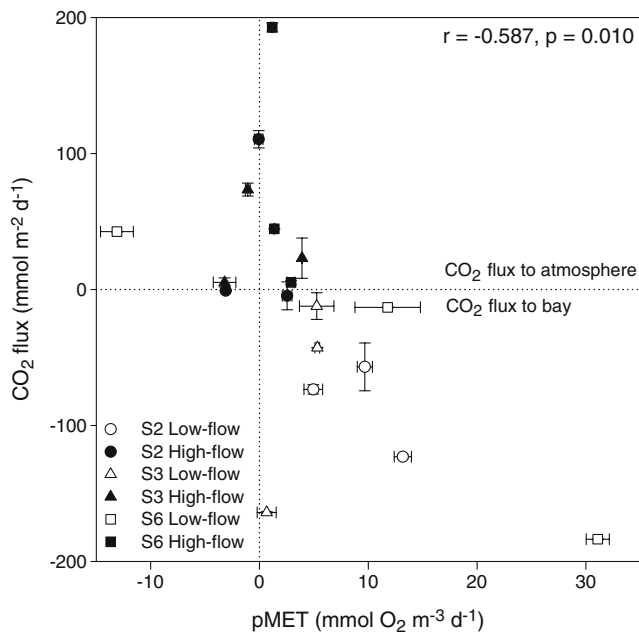 r = -0.587, p = 0.010
200
100
0
-100
-200
CO2 flux (mmol m-2 d-1)
CO2 flux to atmosphere
CO2 flux to bay
S2 Low-flow
S2 High-flow
S3 Low-flow
S3 High-flow
S6 Low-flow
S6 High-flow
-10 0 10 20 30
pMET (mmol O2 m-3 d-1)